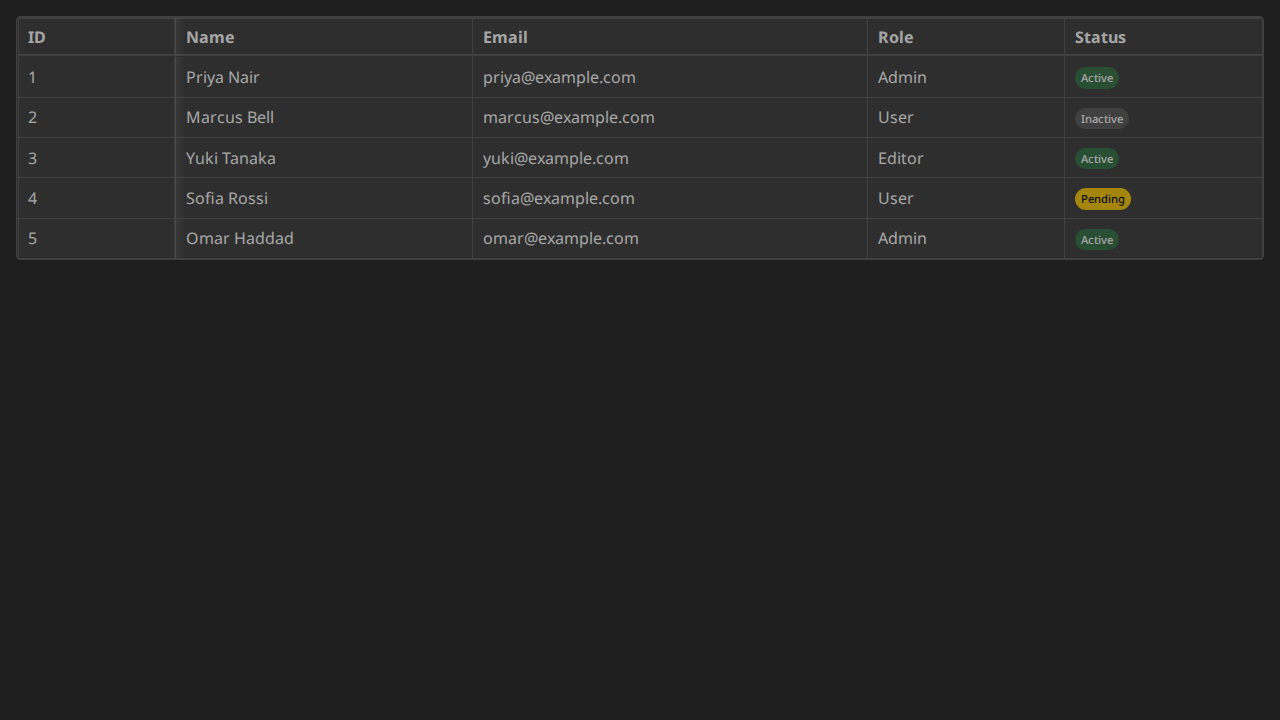 ID Name Email Role Status
1 Priya Nair priya@example.com Admin Active
2 Marcus Bell marcus@example.com User Inactive
3 Yuki Tanaka yuki@example.com Editor Active
4 Sofia Rossi sofia@example.com User Pending
5 Omar Haddad omar@example.com Admin Active